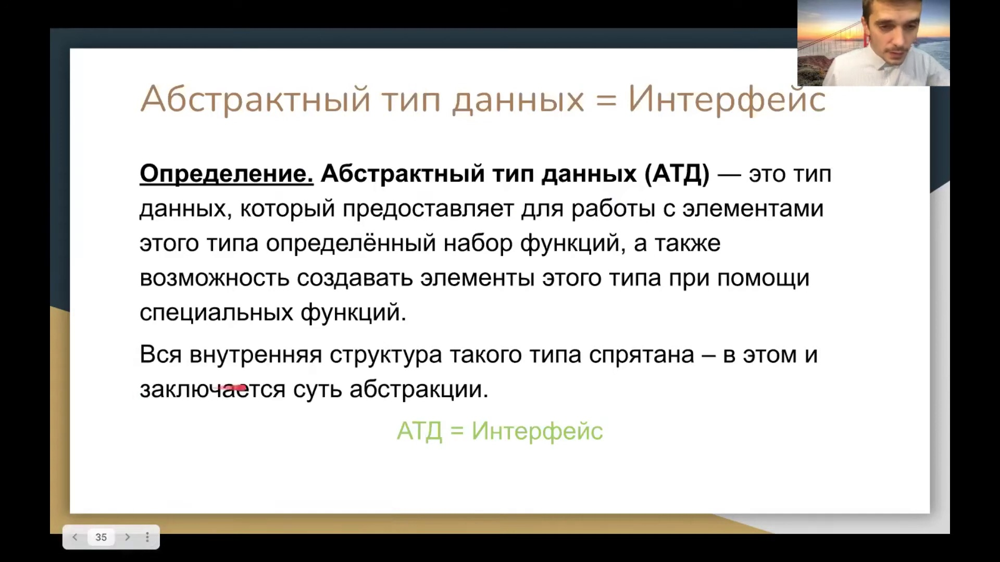 Абстрактный тип данных = Интерфейс
Определение. Абстрактный тип данных (АТД) — это тип
данных, который предоставляет для работы с элементами
этого типа определённый набор функций, а также
возможность создавать элементы этого типа при помощи
специальных функций.
Вся внутренняя структура такого типа спрятана – в этом и
заключается суть абстракции.
АТД = Интерфейс
35